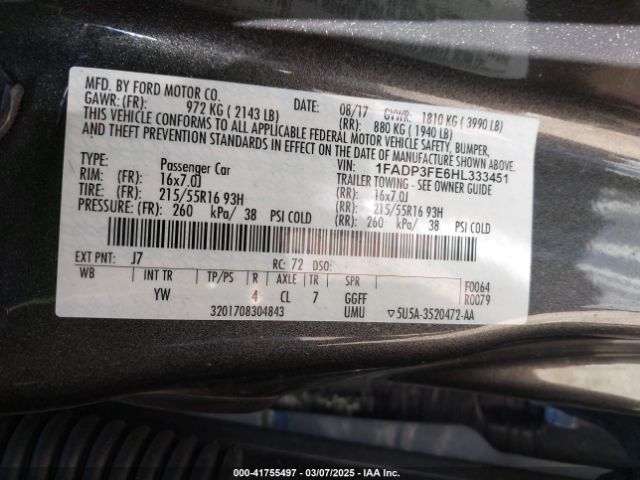 MFD. BY FORD MOTOR CO.
DATE: 08/17 GVWR: 1810 KG ( 3990 LB)
GAWR: (FR): 972 KG ( 2143 LB) (RR): 880 KG ( 1940 LB)
THIS VEHICLE CONFORMS TO ALL APPLICABLE FEDERAL MOTOR VEHICLE SAFETY, BUMPER,
AND THEFT PREVENTION STANDARDS IN EFFECT ON THE DATE OF MANUFACTURE SHOWN ABOVE.
VIN: 1FADP3FE6HL333451
TYPE: Passenger Car TRAILER TOWING - SEE OWNER GUIDE
RIM: (FR): 16x7.0J (RR): 16x7.0J
TIRE: (FR): 215/55R16 93H (RR): 215/55R16 93H
PRESSURE: (FR): 260 kPa/ 38 PSI COLD (RR): 260 kPa/ 38 PSI COLD
EXT PNT: J7 RC: 72 DSO:
WB INT TR TP/PS R AXLE TR SPR F0064
YW 4 CL 7 GGFF R0079
3201708304843 UMU ▽5U5A-3520472-AA
© 41755497 - 03/07/2025 - IAA Inc.